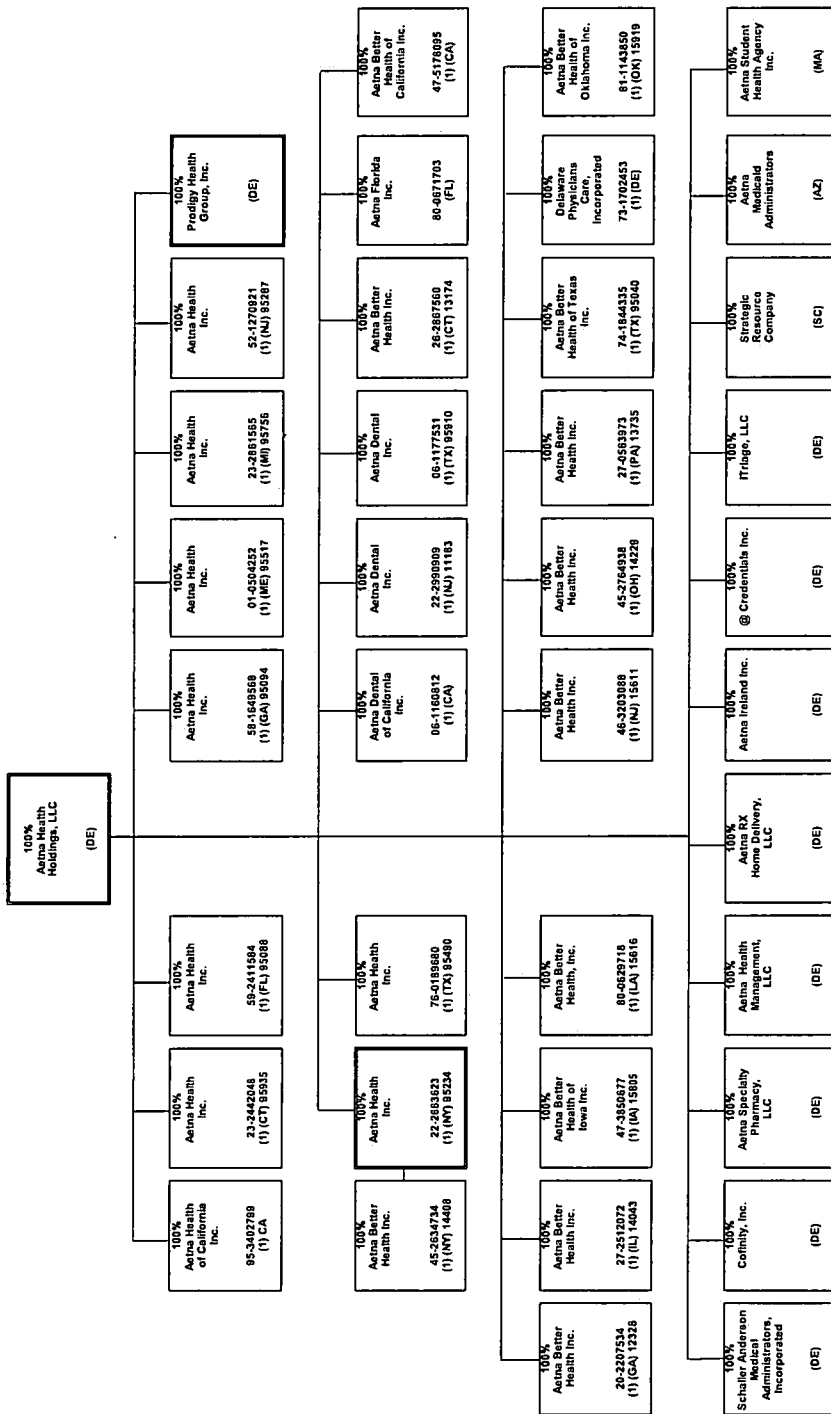 100%
Aetna Health
Holdings, LLC
(DE)
100%
Aetna Health
of California
Inc.
95-3402799
(1) CA
100%
Aetna Health
Inc.
23-2442048
(1) (CT) 95935
100%
Aetna Health
Inc.
59-2411584
(1) (FL) 95088
100%
Aetna Health
Inc.
58-1649568
(1) (GA) 95094
100%
Aetna Health
Inc.
01-0504252
(1) (ME) 95517
100%
Aetna Health
Inc.
23-2861565
(1) (MI) 95756
100%
Aetna Health
Inc.
52-1270921
(1) (NJ) 95287
100%
Prodigy Health
Group, Inc.
(DE)
100%
Aetna Better
Health Inc.
45-2634734
(1) (NY) 14408
100%
Aetna Health
Inc.
22-2663623
(1) (NY) 95234
100%
Aetna Health
Inc.
76-0189680
(1) (TX) 95490
100%
Aetna Dental
of California
Inc.
06-1160812
(1) (CA)
100%
Aetna Dental
Inc.
22-2990909
(1) (NJ) 11183
100%
Aetna Dental
Inc.
06-1177531
(1) (TX) 95910
100%
Aetna Better
Health Inc.
26-2867560
(1) (CT) 13174
100%
Aetna Florida
Inc.
80-0671703
(FL)
100%
Aetna Better
Health of
California Inc.
47-5178095
(1) (CA)
100%
Aetna Better
Health Inc.
20-2207534
(1) (GA) 12328
100%
Aetna Better
Health Inc.
27-2512072
(1) (IL) 14043
100%
Aetna Better
Health of
Iowa Inc.
47-3850677
(1) (IA) 15805
100%
Aetna Better
Health, Inc.
80-0629718
(1) (LA) 15616
100%
Aetna Better
Health Inc.
46-3203088
(1) (NJ) 15611
100%
Aetna Better
Health Inc.
45-2764938
(1) (OH) 14229
100%
Aetna Better
Health Inc.
27-0563973
(1) (PA) 13735
100%
Aetna Better
Health of Texas
Inc.
74-1844335
(1) (TX) 95040
100%
Delaware
Physicians
Care,
Incorporated
73-1702453
(1) (DE)
100%
Aetna Better
Health of
Oklahoma Inc.
81-1143850
(1) (OK) 15919
100%
Schaller Anderson
Medical
Administrators,
Incorporated
(DE)
100%
Cofinity, Inc.
(DE)
100%
Aetna Specialty
Pharmacy,
LLC
(DE)
100%
Aetna Health
Management,
LLC
(DE)
100%
Aetna RX
Home Delivery,
LLC
(DE)
100%
Aetna Ireland Inc.
(DE)
100%
@ Credentials Inc.
(DE)
100%
iTriage, LLC
(DE)
100%
Strategic
Resource
Company
(SC)
100%
Aetna
Medicaid
Administrators
(AZ)
100%
Aetna Student
Health Agency
Inc.
(MA)